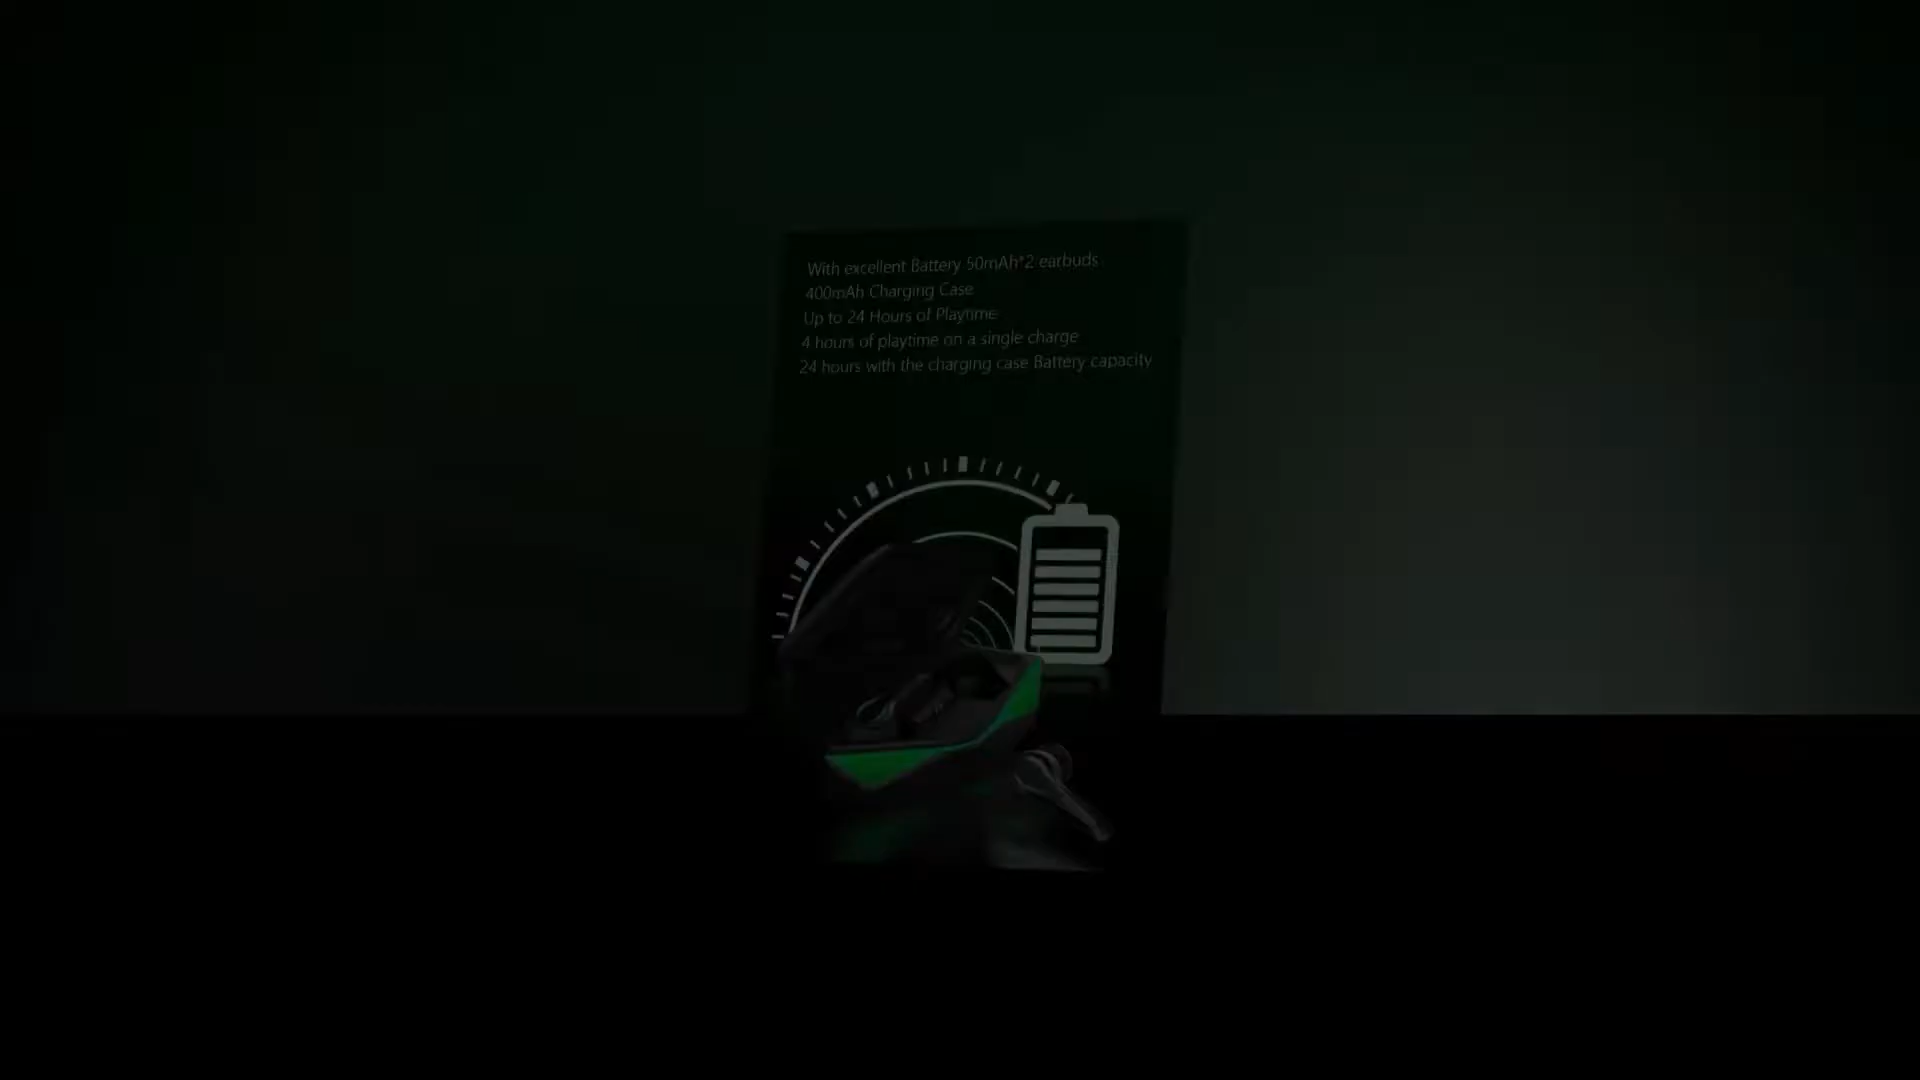 With excellent Battery 50mAh*2 earbuds
400mAh Charging Case
Up to 24 Hours of Playtime
4 hours of playtime on a single charge
24 hours with the charging case Battery capacity